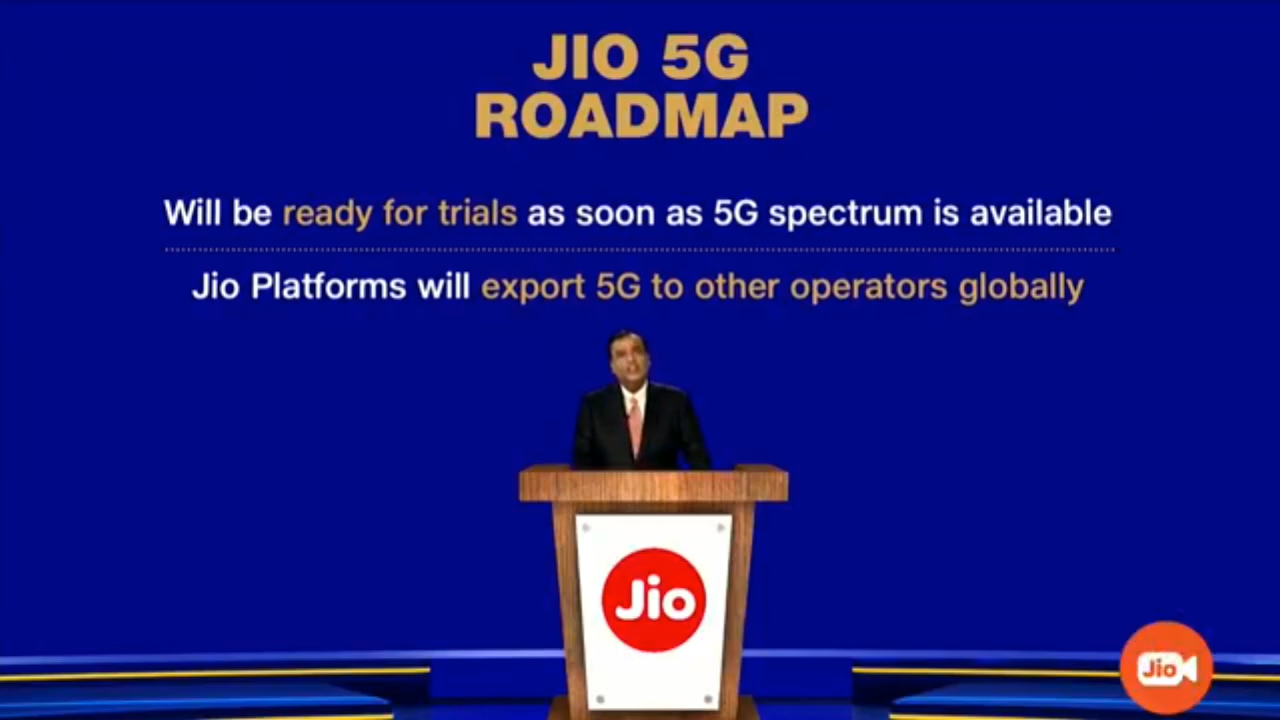 JIO 5G
ROADMAP
Will be ready for trials as soon as 5G spectrum is available
Jio Platforms will export 5G to other operators globally
Jio
Jio